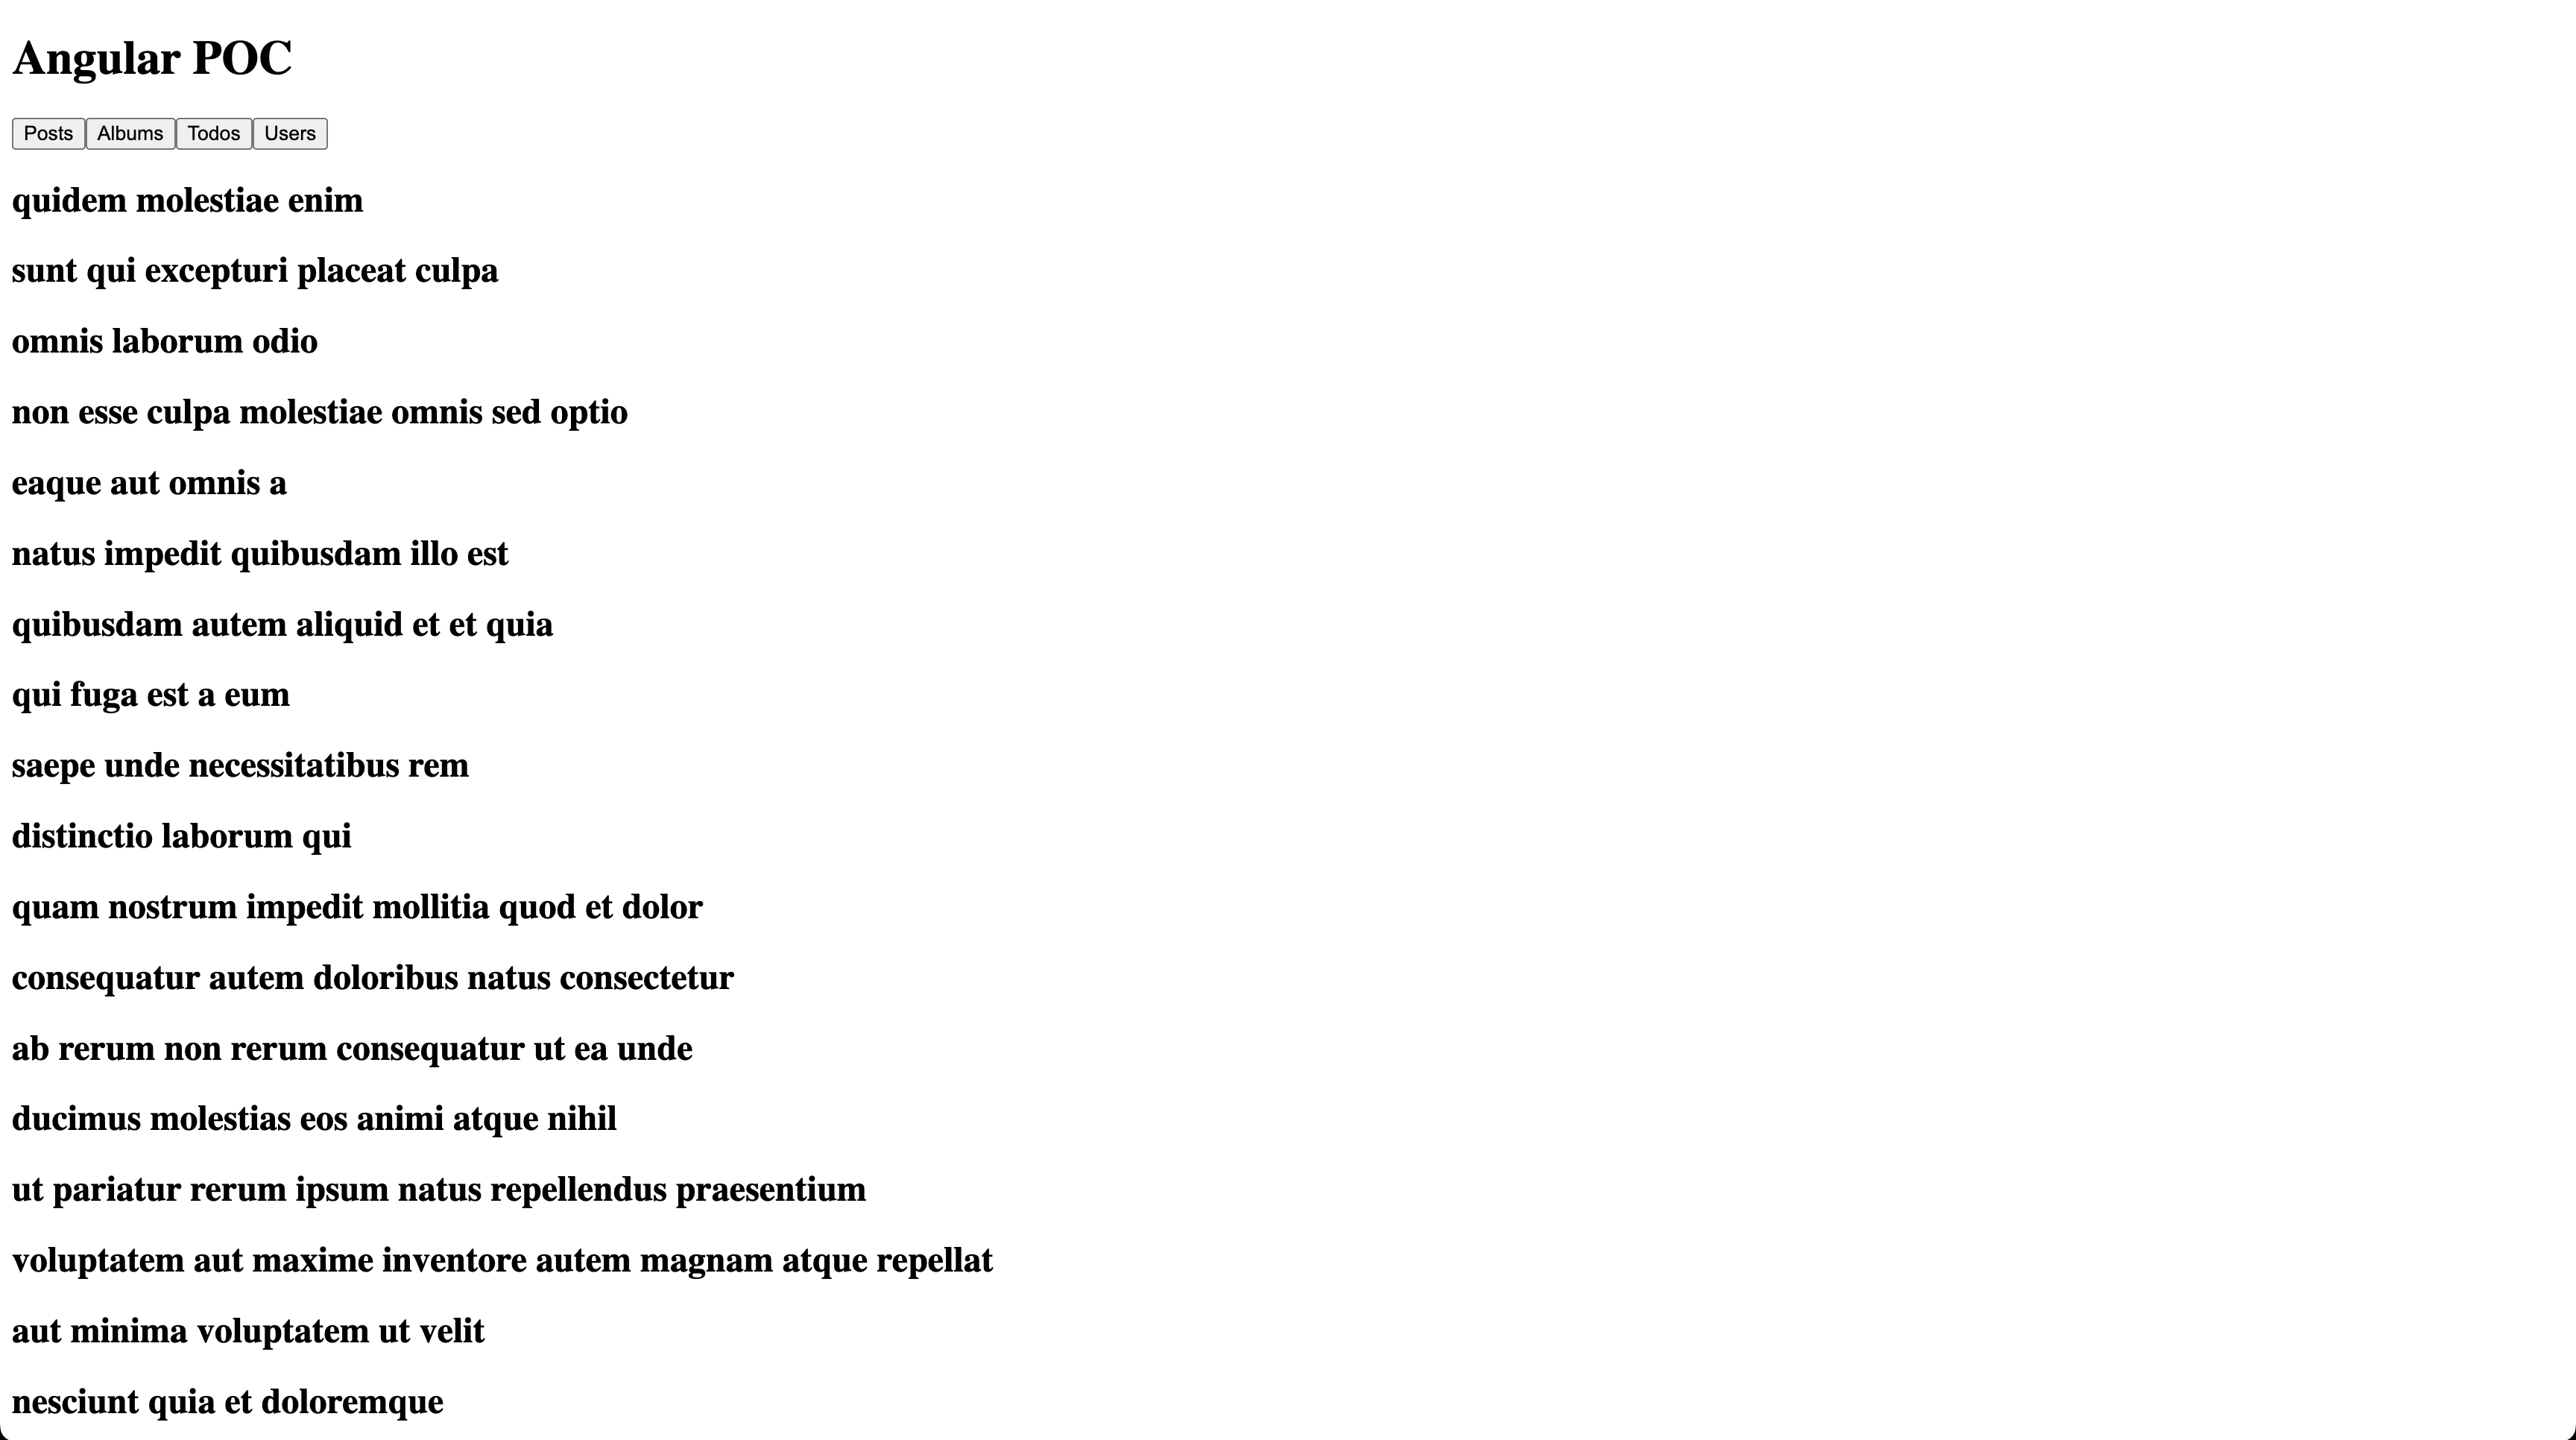 Angular POC
Posts Albums Todos Users
quidem molestiae enim
sunt qui excepturi placeat culpa
omnis laborum odio
non esse culpa molestiae omnis sed optio
eaque aut omnis a
natus impedit quibusdam illo est
quibusdam autem aliquid et et quia
qui fuga est a eum
saepe unde necessitatibus rem
distinctio laborum qui
quam nostrum impedit mollitia quod et dolor
consequatur autem doloribus natus consectetur
ab rerum non rerum consequatur ut ea unde
ducimus molestias eos animi atque nihil
ut pariatur rerum ipsum natus repellendus praesentium
voluptatem aut maxime inventore autem magnam atque repellat
aut minima voluptatem ut velit
nesciunt quia et doloremque